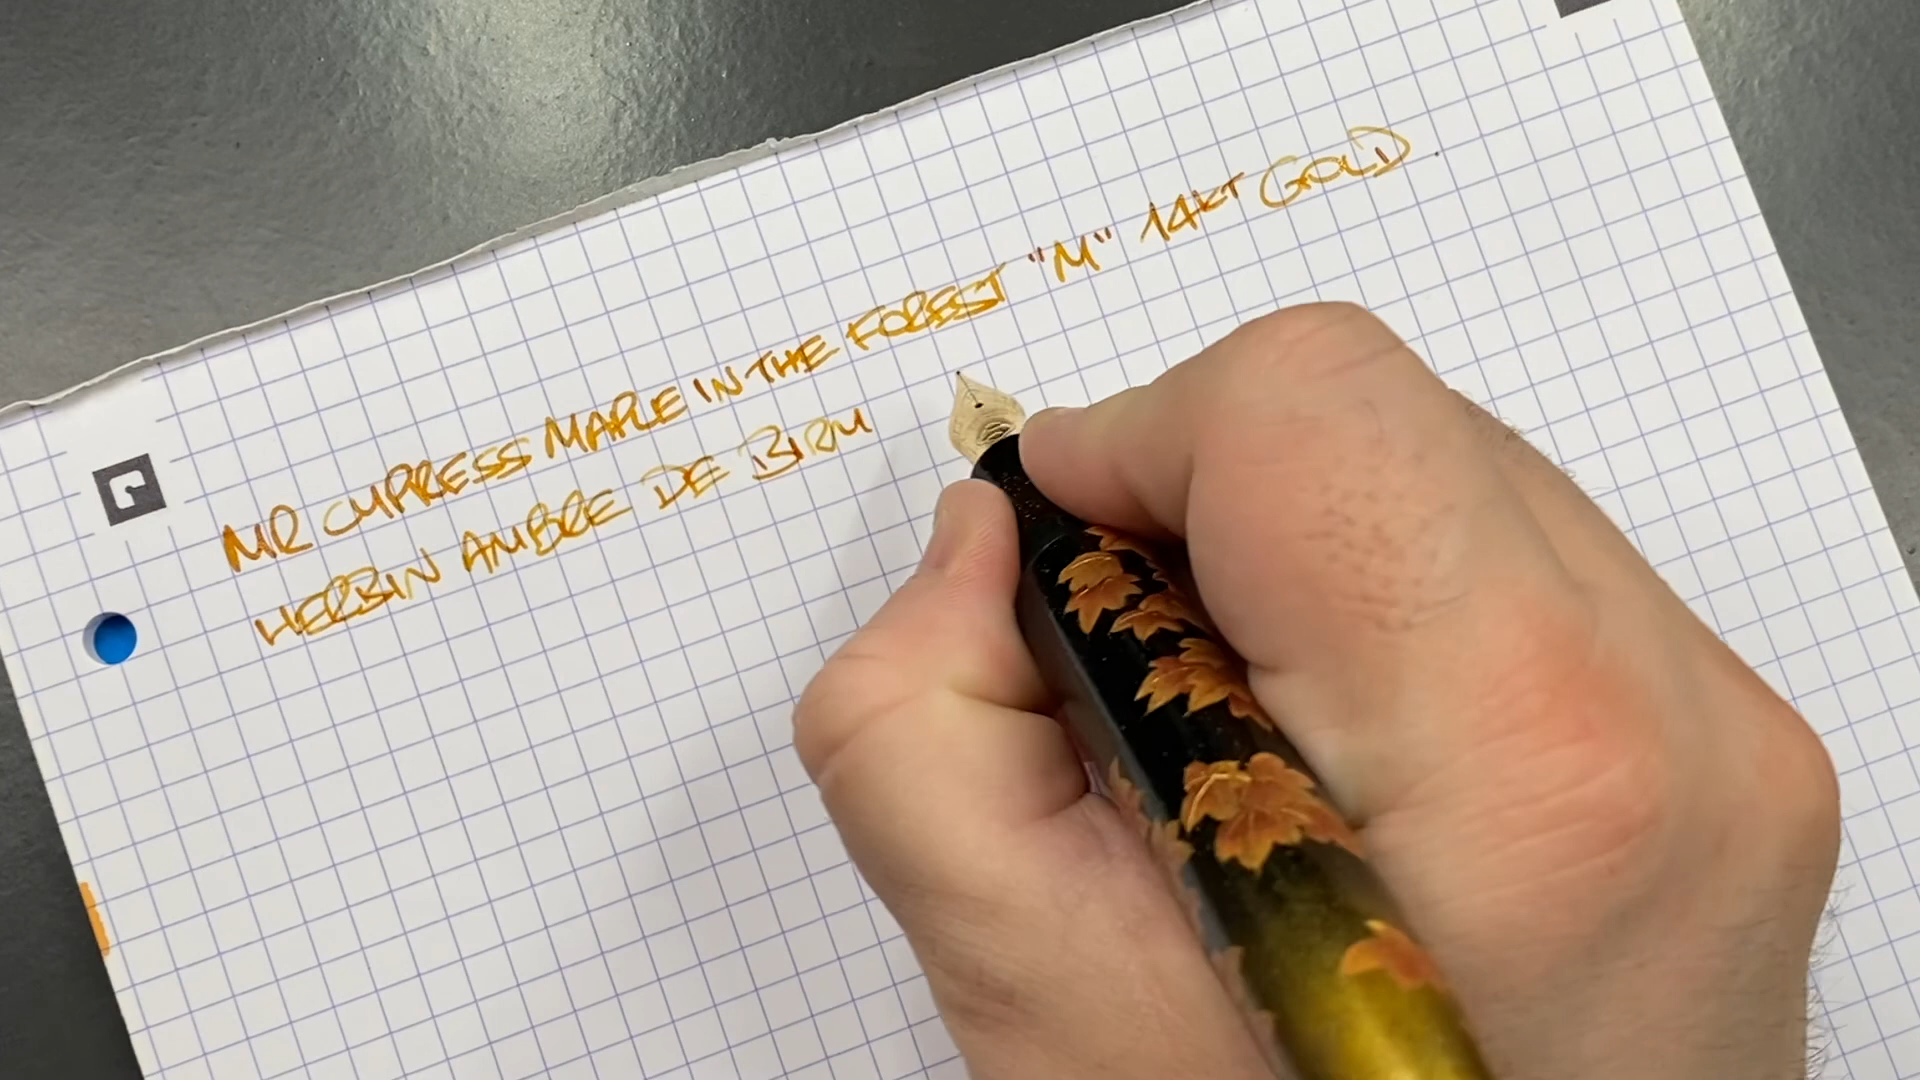 MR CYPRESS MAPLE IN THE FOREST "M" 14KT GOLD
HERBIN AMBRE DE BIRM